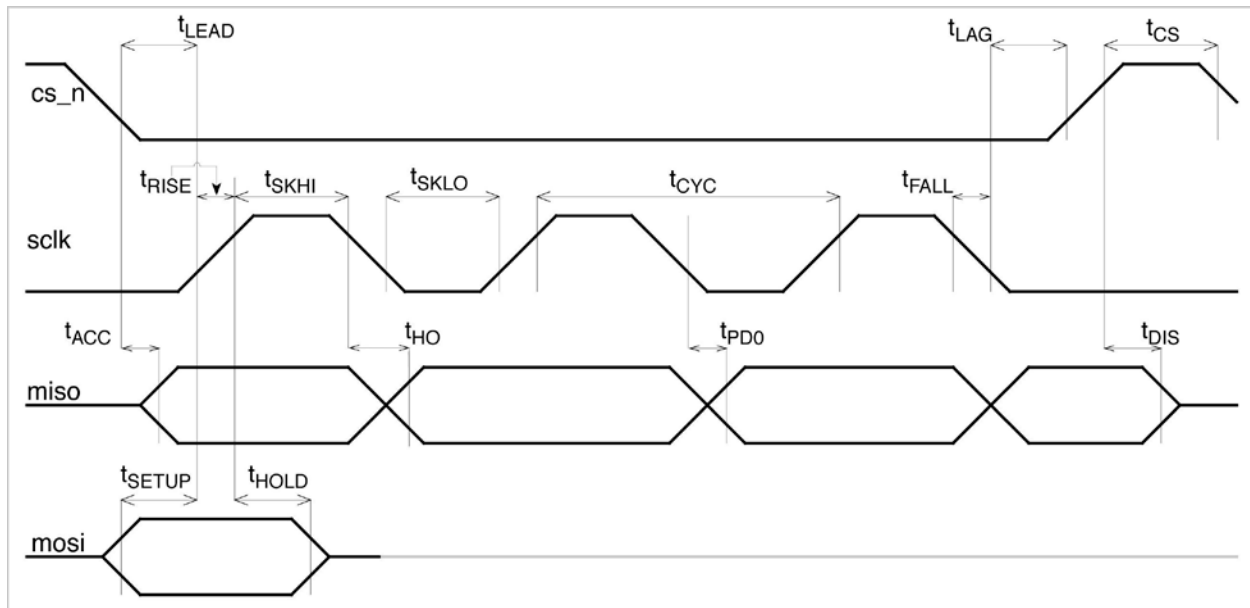 tLEAD tLAG tCS
cs_n
tRISE tSKHI tSKLO tCYC tFALL
sclk
tACC tHO tPD0 tDIS
miso
tSETUP tHOLD
mosi